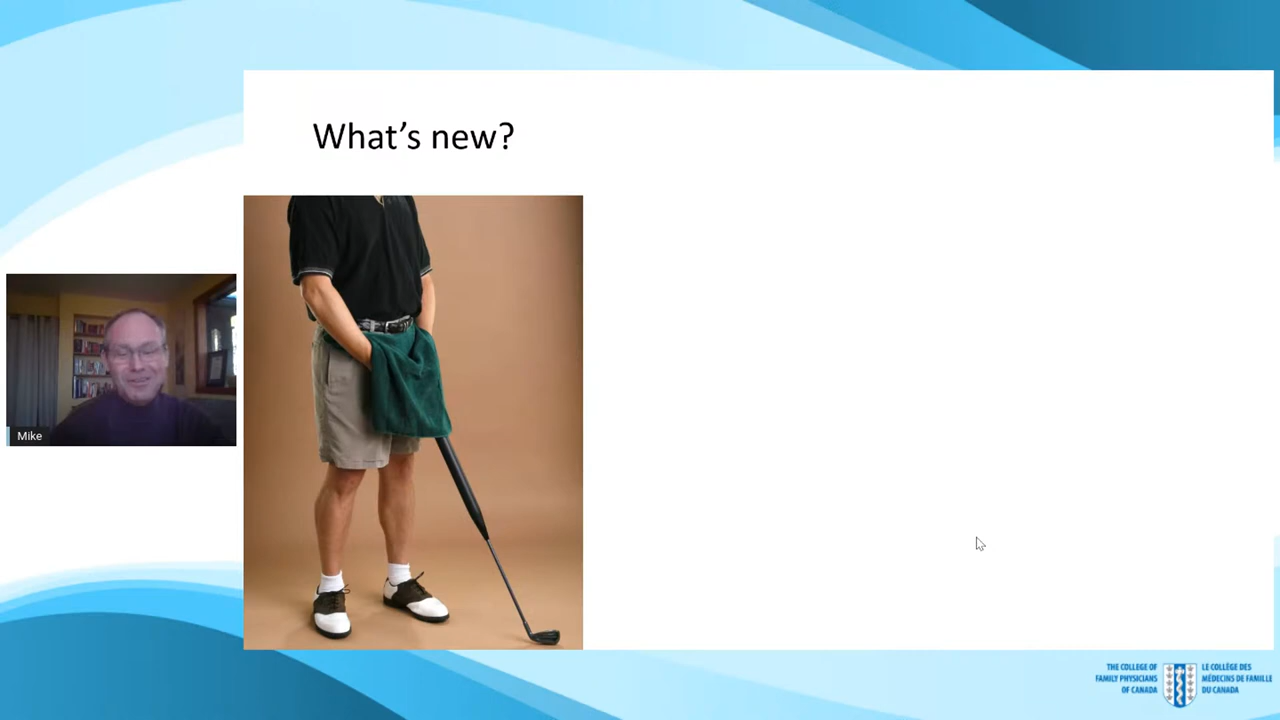 What's new?
Mike
THE COLLEGE OF
FAMILY PHYSICIANS
OF CANADA
LE COLLÈGE DES
MÉDECINS DE FAMILLE
DU CANADA